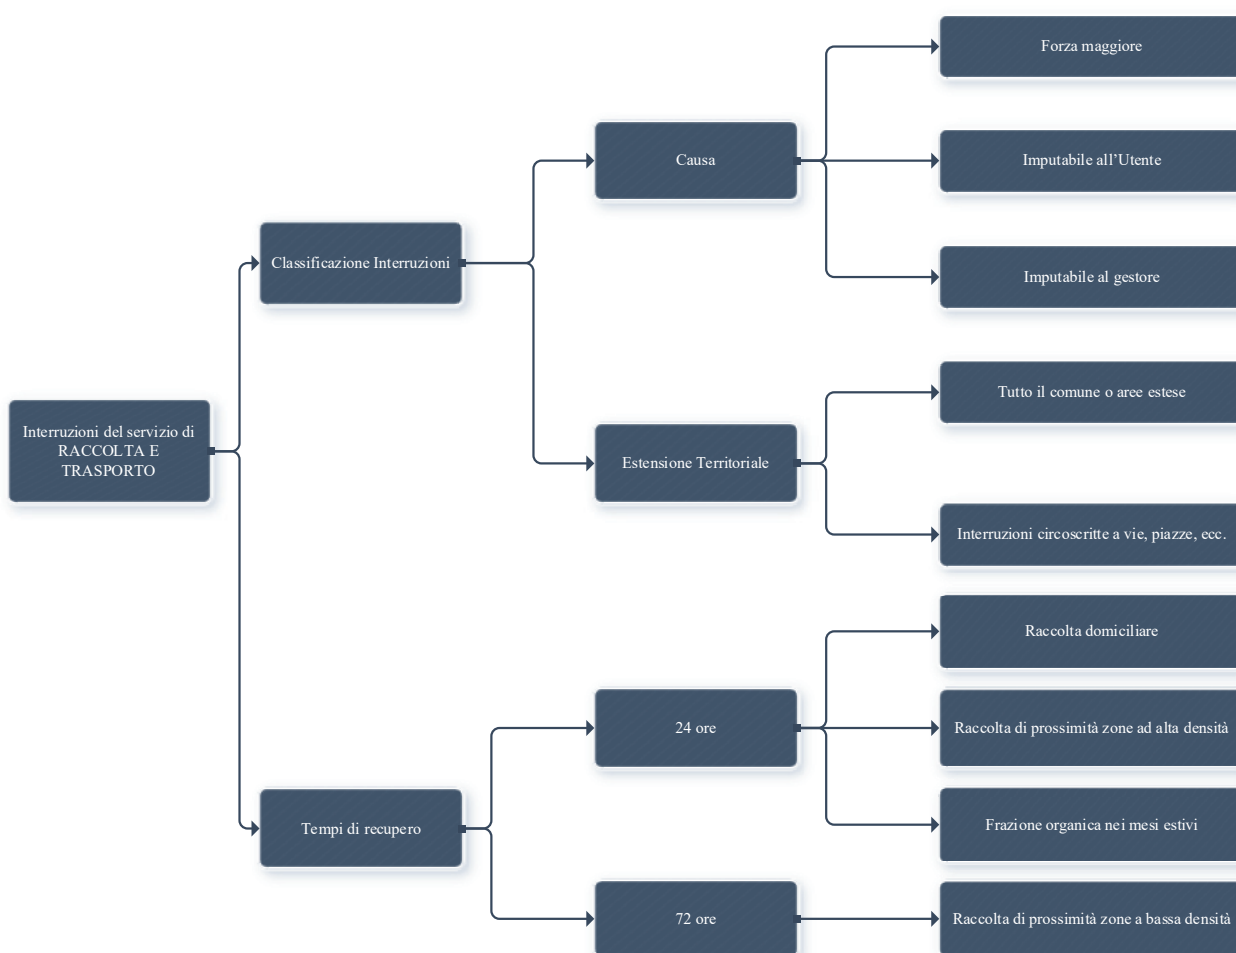 Forza maggiore
Causa
Imputabile all’Utente
Classificazione Interruzioni
Imputabile al gestore
Tutto il comune o aree estese
Interruzioni del servizio di
RACCOLTA E
TRASPORTO
Estensione Territoriale
Interruzioni circoscritte a vie, piazze, ecc.
Raccolta domiciliare
24 ore
Raccolta di prossimità zone ad alta densità
Tempi di recupero
Frazione organica nei mesi estivi
72 ore
Raccolta di prossimità zone a bassa densità